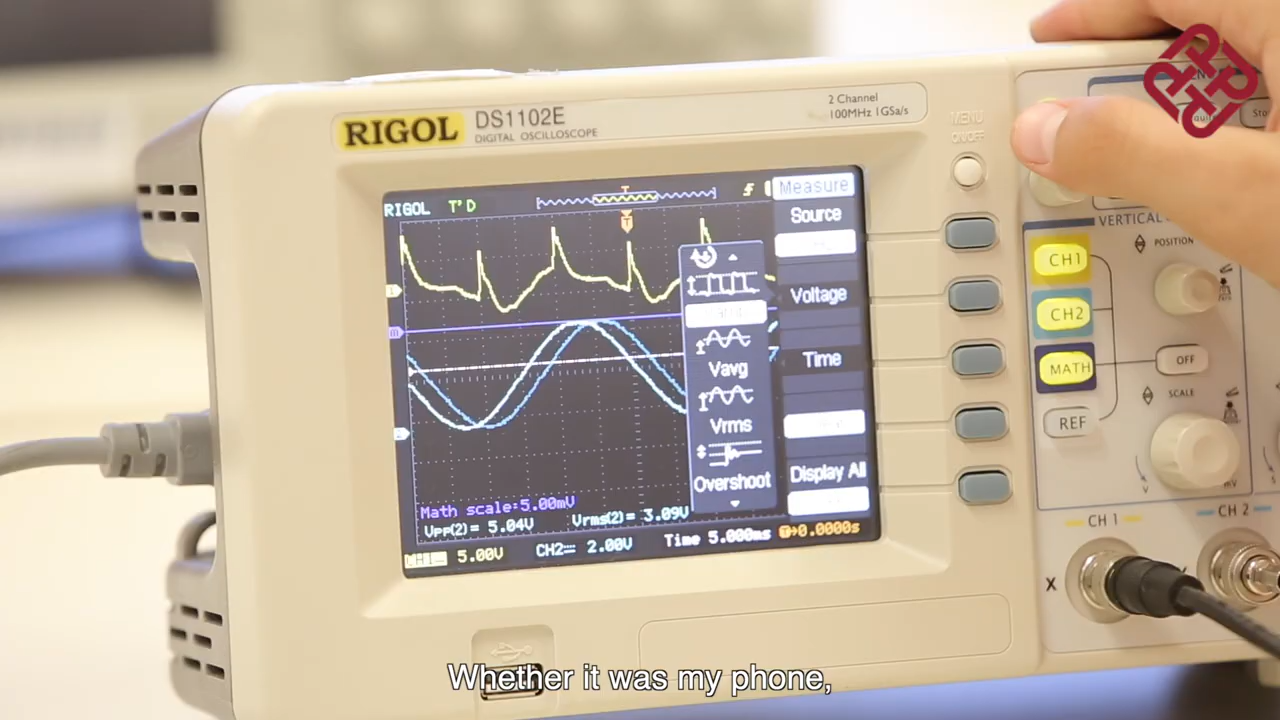 RIGOL
DS1102E
DIGITAL OSCILLOSCOPE
2 Channel
100MHz 1GSa/s
MENU
ON/OFF
RIGOL T'D
Measure
Source
Voltage
Time
Display All
Vavg
Vrms
Overshoot
Math scale:5.00mV
Vpp(2)= 5.04V Vrms(2)= 3.09V
CH1 5.00V CH2 2.00V Time 5.000ms T→0.0000s
VERTICAL
CH1
CH2
MATH
REF
POSITION
OFF
SCALE
V
mV
CH 1
CH 2
X
Whether it was my phone,